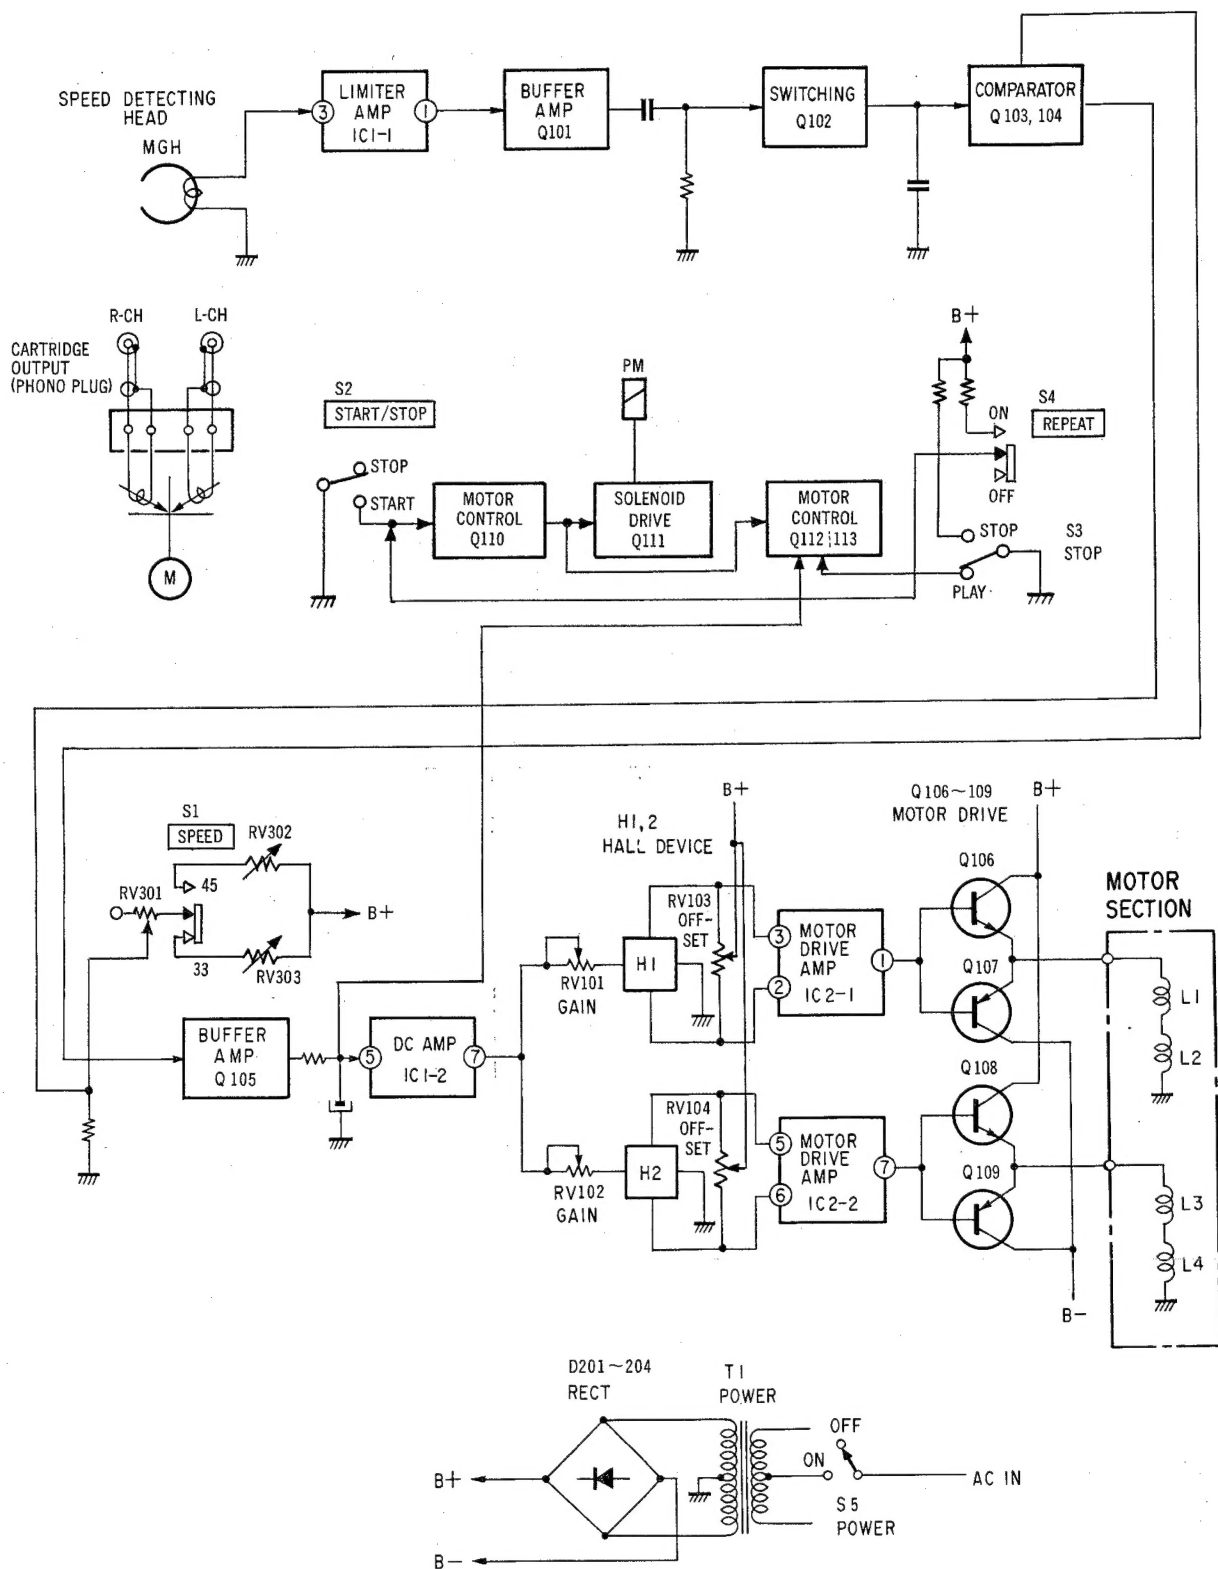 SPEED DETECTING
HEAD
MGH
3
LIMITER
AMP
IC1-1
1
BUFFER
AMP
Q101
SWITCHING
Q102
COMPARATOR
Q103, 104
R-CH
L-CH
CARTRIDGE
OUTPUT
(PHONO PLUG)
M
S2
START/STOP
STOP
START
MOTOR
CONTROL
Q110
PM
SOLENOID
DRIVE
Q111
MOTOR
CONTROL
Q112 113
B+
ON
OFF
S4
REPEAT
STOP
PLAY
S3
STOP
S1
SPEED
RV302
RV301
45
33
RV303
B+
BUFFER
AMP
Q105
5
DC AMP
IC1-2
7
RV101
GAIN
RV102
GAIN
H1,2
HALL DEVICE
B+
H1
H2
RV103
OFF-
SET
RV104
OFF-
SET
3
2
MOTOR
DRIVE
AMP
IC2-1
1
5
6
MOTOR
DRIVE
AMP
IC2-2
7
Q106~109
MOTOR DRIVE
B+
Q106
Q107
Q108
Q109
B-
MOTOR
SECTION
L1
L2
L3
L4
D201~204
RECT
T1
POWER
B+
B-
OFF
ON
S5
POWER
AC IN